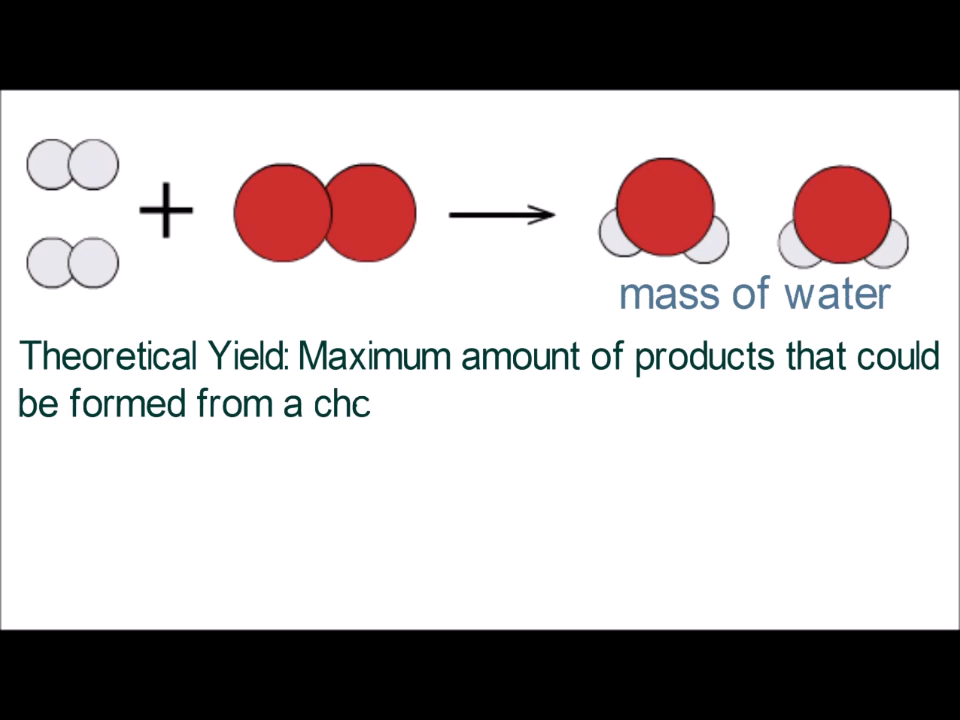 +
mass of water
Theoretical Yield: Maximum amount of products that could
be formed from a chc